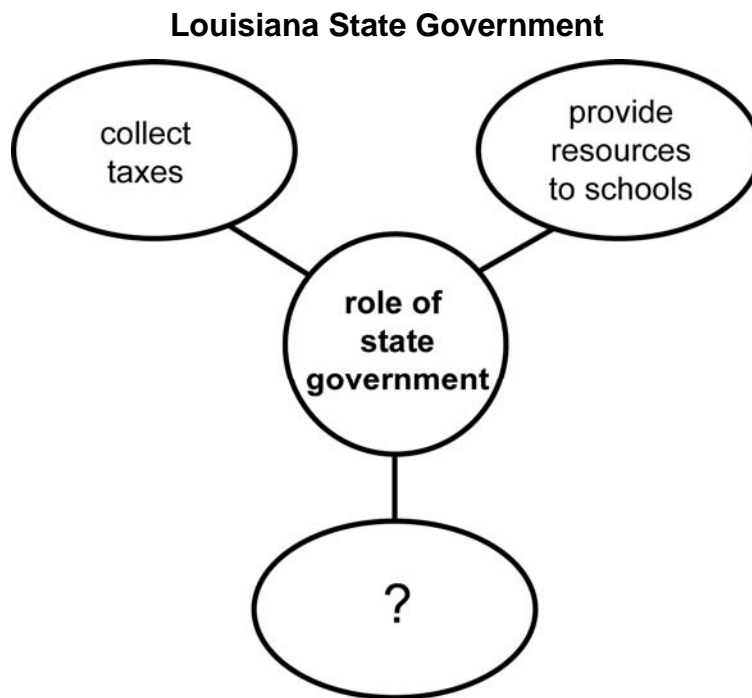 Louisiana State Government
collect
taxes
provide
resources
to schools
role of
state
government
?